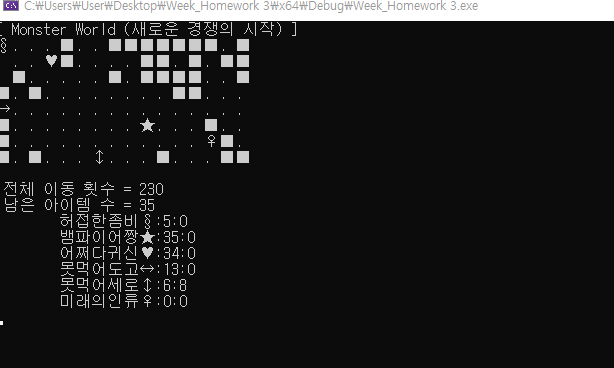 [ Monster World (새로운 경쟁의 시작) ]
전체 이동 횟수 = 230
남은 아이템 수 = 35
허접한좀비§:5:0
뱀파이어짱★:35:0
어쩌다귀신♥:34:0
못먹어도고↔:13:0
못먹어세로↕:6:8
미래의인류♀:0:0
C:\Users\User\Desktop\Week_Homework 3\x64\Debug\Week_Homework 3.exe